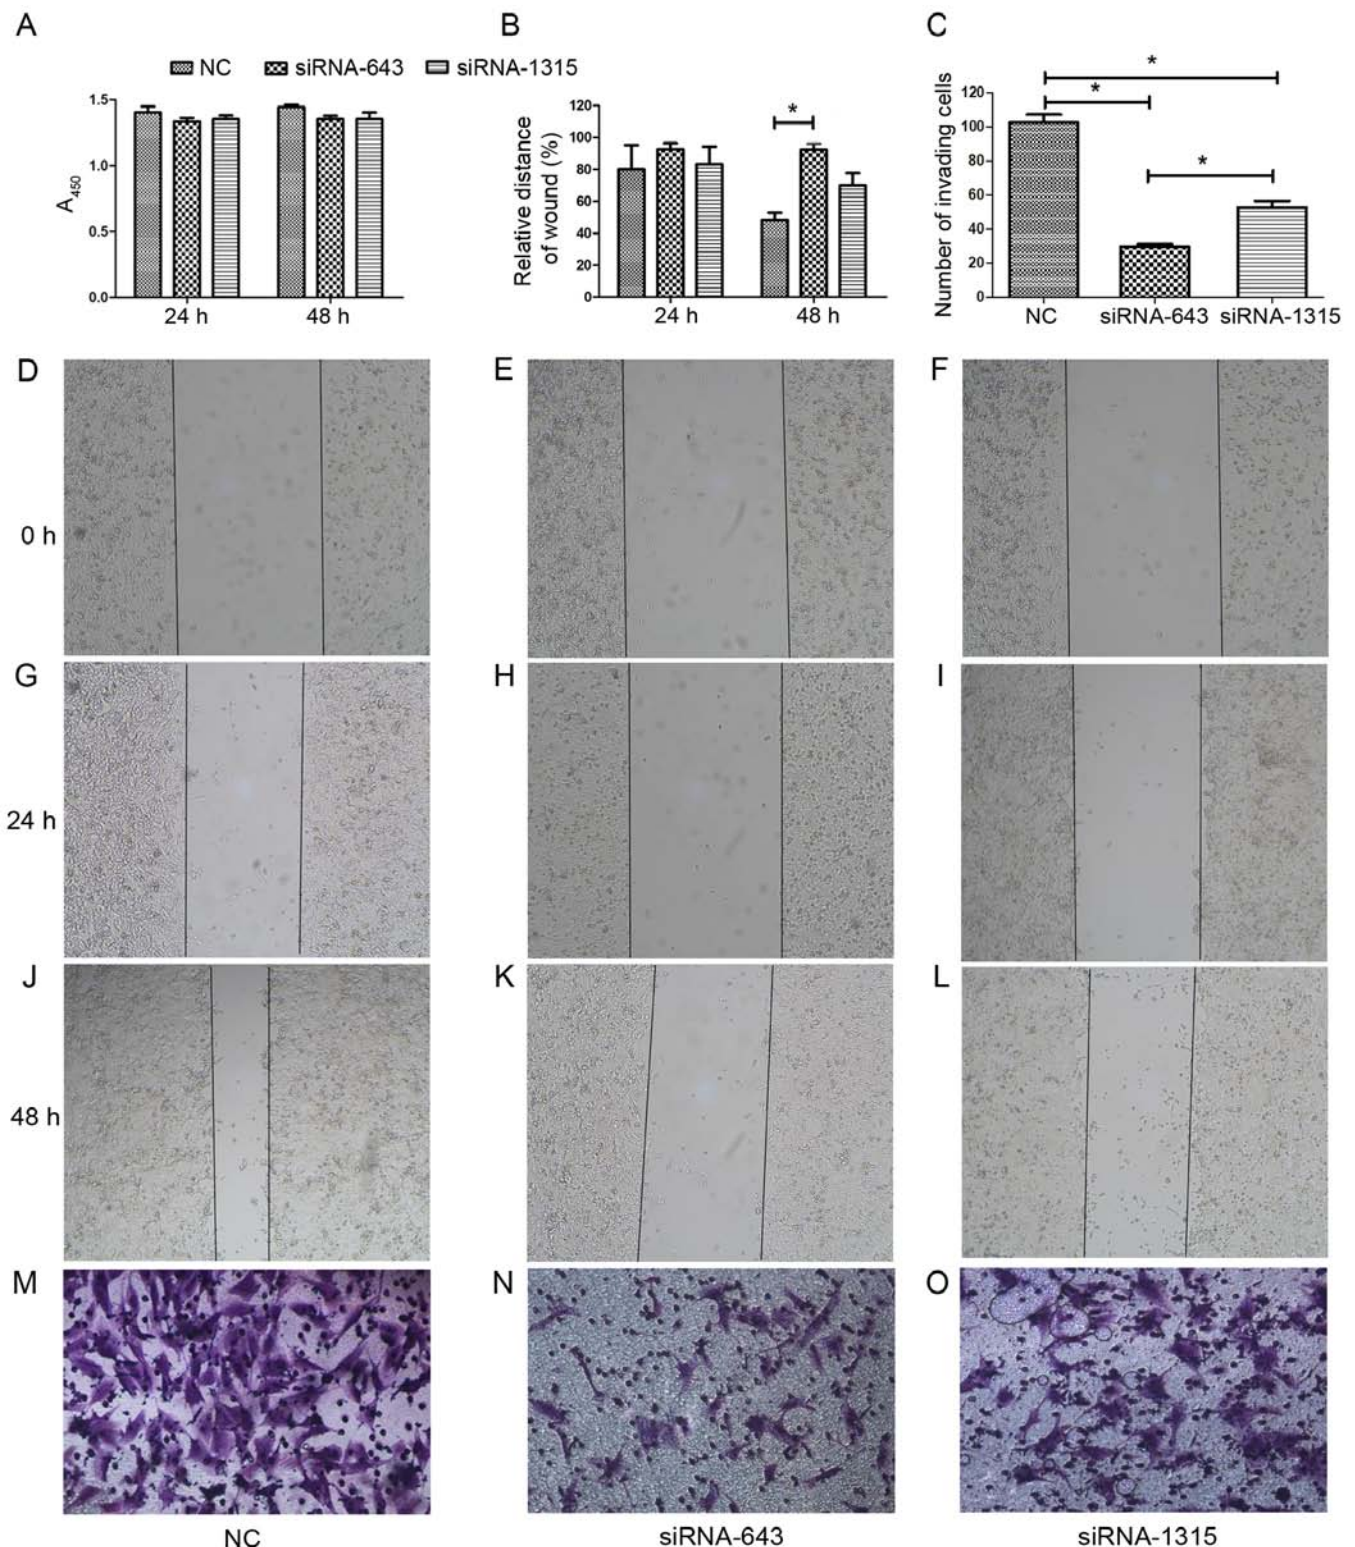 A
B
C
NC siRNA-643 siRNA-1315
A450
1.5
1.0
0.5
0.0
24 h 48 h
Relative distance
of wound (%)
120
100
80
60
40
20
0
*
24 h 48 h
Number of invading cells
120
100
80
60
40
20
0
*
*
*
NC siRNA-643 siRNA-1315
D E F
0 h
G H I
24 h
J K L
48 h
M N O
NC siRNA-643 siRNA-1315